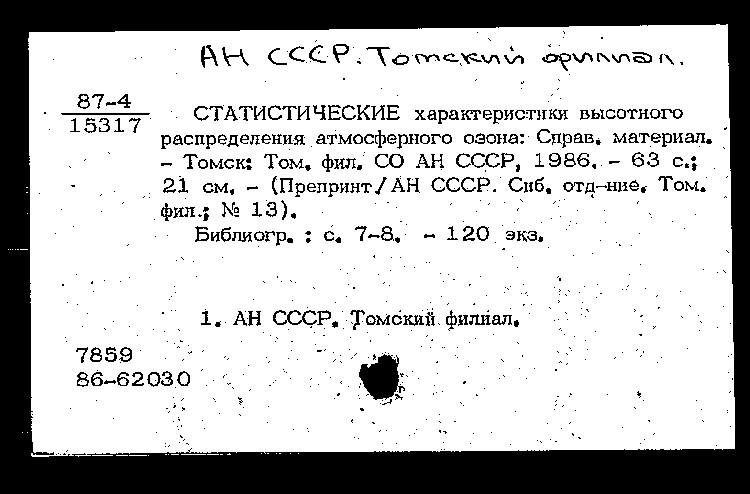 АН СССР. Томский филиал.
87-4
15317
СТАТИСТИЧЕСКИЕ характеристики высотного
распределения атмосферного озона: Справ. материал.
- Томск: Том. фил. СО АН СССР, 1986. - 63 с.;
21 см. - (Препринт/АН СССР. Сиб. отд-ние. Том.
фил.; № 13).
Библиогр. : с. 7-8. - 120 экз.
1. АН СССР. Томский филиал.
7859
86-62030